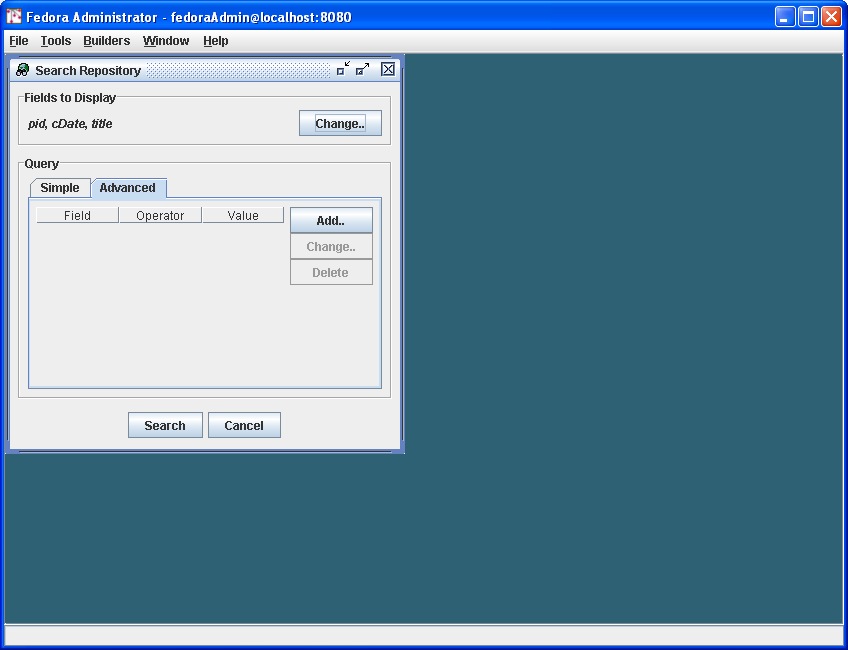 Fedora Administrator - fedoraAdmin@localhost:8080
File Tools Builders Window Help
Search Repository
Fields to Display
pid, cDate, title Change..
Query
Simple Advanced
Field Operator Value Add..
Change..
Delete
Search Cancel